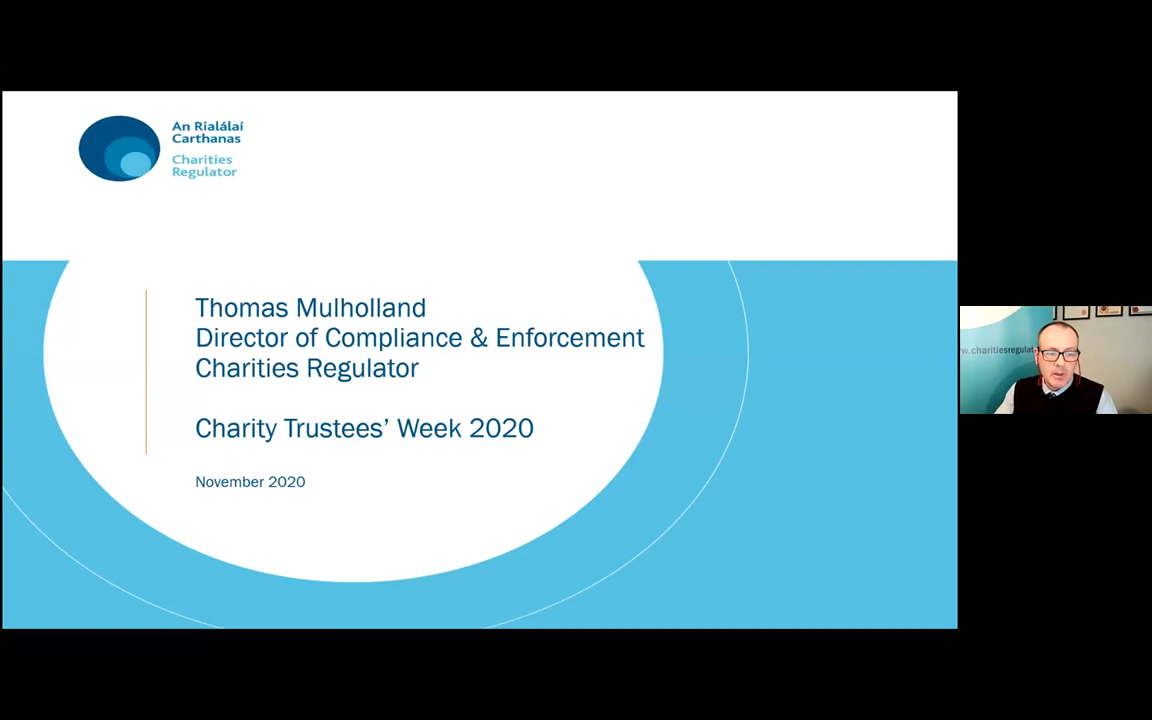 An Rialálaí
Carthanas
Charities
Regulator
Thomas Mulholland
Director of Compliance & Enforcement
Charities Regulator
Charity Trustees’ Week 2020
November 2020
w.charitiesregulat